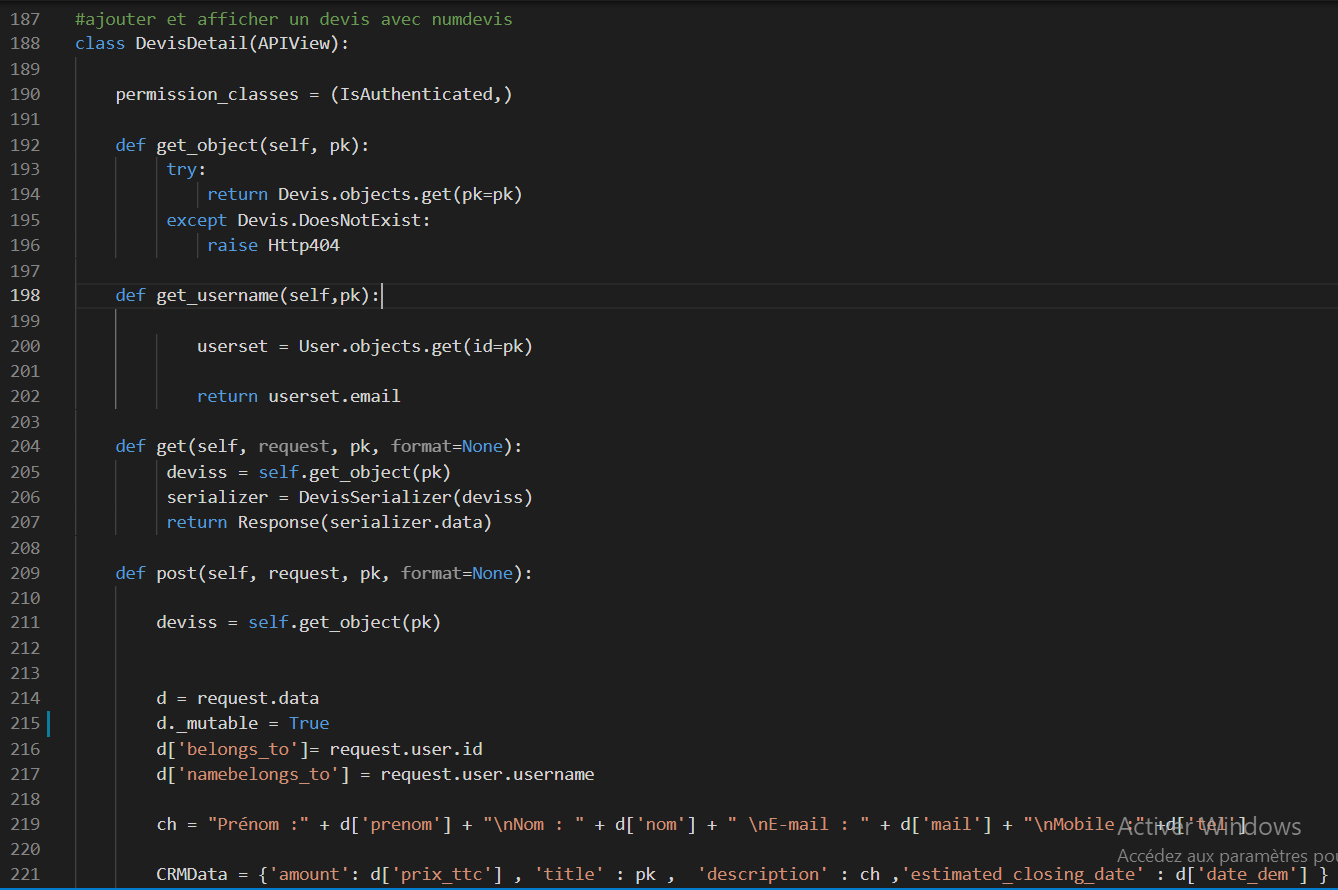 187 #ajouter et afficher un devis avec numdevis
188 class DevisDetail(APIView):
189
190 permission_classes = (IsAuthenticated,)
191
192 def get_object(self, pk):
193 try:
194 return Devis.objects.get(pk=pk)
195 except Devis.DoesNotExist:
196 raise Http404
197
198 def get_username(self,pk):
199
200 userset = User.objects.get(id=pk)
201
202 return userset.email
203
204 def get(self, request, pk, format=None):
205 deviss = self.get_object(pk)
206 serializer = DevisSerializer(deviss)
207 return Response(serializer.data)
208
209 def post(self, request, pk, format=None):
210
211 deviss = self.get_object(pk)
212
213
214 d = request.data
215 d._mutable = True
216 d['belongs_to']= request.user.id
217 d['namebelongs_to'] = request.user.username
218
219 ch = "Prénom :" + d['prenom'] + "\nNom : " + d['nom'] + " \nE-mail : " + d['mail'] + "\nMobile :" +d['tel']
Activer Windows
220
Accédez aux paramètres pou
221 CRMData = {'amount': d['prix_ttc'] , 'title' : pk ,  'description' : ch ,'estimated_closing_date' : d['date_dem'] }